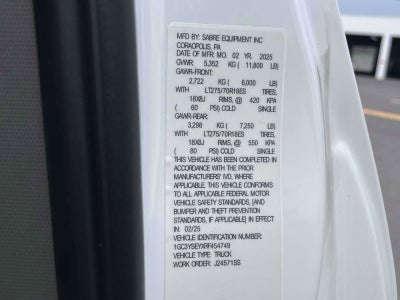 MFD BY: SABRE EQUIPMENT INC
CORAOPOLIS, PA
DATE OF MFR: MO. 02 YR. 2025
GVWR: 5,352 KG ( 11,800 LB)
GAWR-FRONT:
2,722 KG ( 6,000 LB)
WITH LT275/70R18ES TIRES,
18X8J RIMS, @ 420 KPA
( 60 PSI) COLD SINGLE
GAWR-REAR:
3,298 KG ( 7,250 LB)
WITH LT275/70R18ES TIRES,
18X8J RIMS, @ 550 KPA
( 80 PSI) COLD SINGLE
THIS VEHICLE HAS BEEN COMPLETED
IN ACCORDANCE WITH THE PRIOR
MANUFACTURERS' IVD, WHERE
APPLICABLE. THIS VEHICLE CONFORMS
TO ALL APPLICABLE FEDERAL MOTOR
VEHICLE SAFETY STANDARDS, [AND
BUMPER AND THEFT PREVENTION
STANDARDS, IF APPLICABLE] IN EFFECT
IN 02/25
VEHICLE IDENTIFICATION NUMBER:
1GC3YSEYXRF454749
VEHICLE TYPE: TRUCK
WORK ORDER: J24571SS